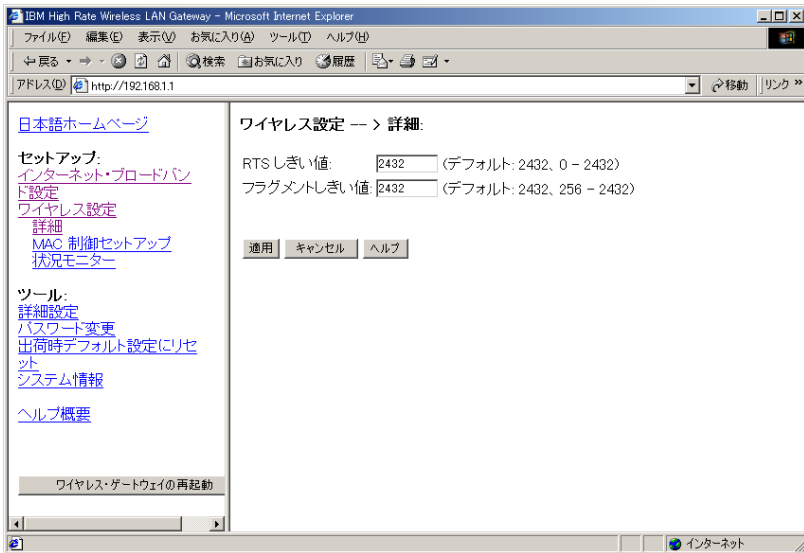 IBM High Rate Wireless LAN Gateway - Microsoft Internet Explorer
ファイル(F) 編集(E) 表示(V) お気に入り(A) ツール(T) ヘルプ(H)
戻る 検索 お気に入り 履歴
アドレス(D) http://192.168.1.1 移動 リンク »
日本語ホームページ
セットアップ:
インターネット・ブロードバン
ド設定
ワイヤレス設定
詳細
MAC 制御セットアップ
状況モニター
ツール:
詳細設定
パスワード変更
出荷時デフォルト設定にリセ
ット
システム情報
ヘルプ概要
ワイヤレス・ゲートウェイの再起動
ワイヤレス設定 --> 詳細:
RTS しきい値: 2432 (デフォルト: 2432、0 - 2432)
フラグメントしきい値: 2432 (デフォルト: 2432、256 - 2432)
適用 キャンセル ヘルプ
インターネット